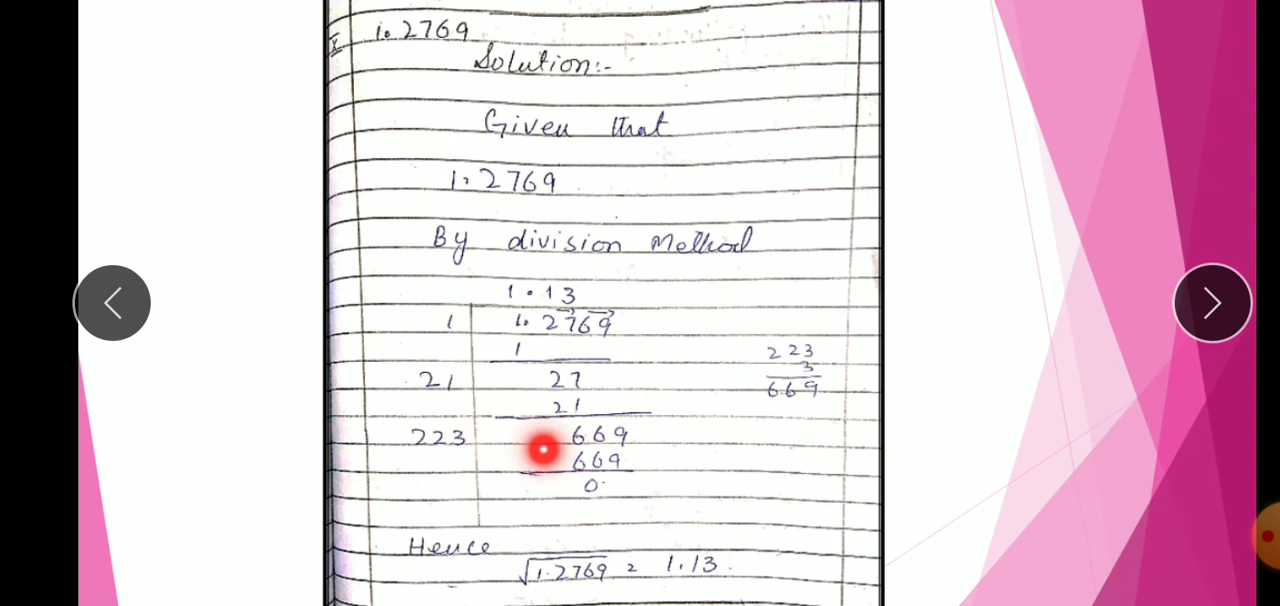 x 1.2769
Solution:-
Given that
1.2769
By division Method
1.13
1 1.2769
1 223
3
21 27 669
21
223 669
669
0
Hence
√1.2769 = 1.13.